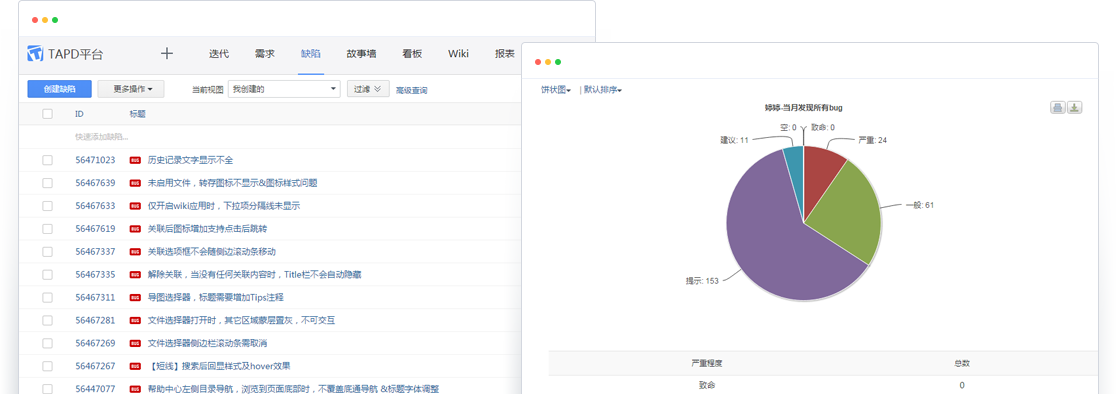 TAPD平台
迭代 需求 缺陷 故事墙 看板 Wiki 报表
创建缺陷 更多操作 当前视图 我创建的 过滤 高级查询
ID 标题
快速添加缺陷...
56471023 BUG 历史记录文字显示不全
56467639 BUG 未启用文件，转存图标不显示&图标样式问题
56467633 BUG 仅开启wiki应用时，下拉项分隔线未显示
56467619 BUG 关联后图标增加支持点击后跳转
56467337 BUG 关联选项框不会随侧边滚动条移动
56467335 BUG 解除关联，当没有任何关联内容时，Title栏不会自动隐藏
56467311 BUG 导图选择器，标题需要增加Tips注释
56467281 BUG 文件选择器打开时，其它区域蒙层置灰，不可交互
56467269 BUG 文件选择器侧边栏滚动条需取消
56467267 BUG 【短线】搜索后回显样式及hover效果
56447077 BUG 帮助中心左侧目录导航，浏览到页面底部时，不覆盖底通导航 &标题字体调整
饼状图 | 默认排序
婷婷-当月发现所有bug
空: 0 致命: 0
建议: 11 严重: 24
一般: 61
提示: 153
严重程度 总数
致命 0